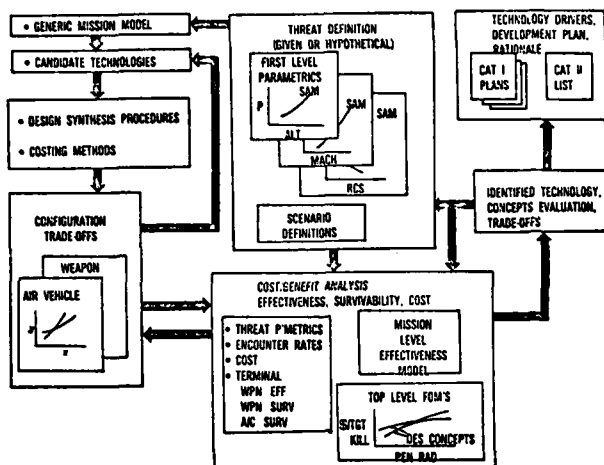 • GENERIC MISSION MODEL
• CANDIDATE TECHNOLOGIES
• DESIGN SYNTHESIS PROCEDURES
• COSTING METHODS
CONFIGURATION
TRADE-OFFS
WEAPON
AIR VEHICLE
THREAT DEFINITION
(GIVEN OR HYPOTHETICAL)
FIRST LEVEL
PARAMETRICS
SAM
P
ALT
SAM
MACH
SAM
RCS
SCENARIO
DEFINITIONS
TECHNOLOGY DRIVERS,
DEVELOPMENT PLAN,
RATIONALE
CAT I
PLANS
CAT II
LIST
IDENTIFIED TECHNOLOGY,
CONCEPTS EVALUATION,
TRADE-OFFS
COST-BENEFIT ANALYSIS
EFFECTIVENESS, SURVIVABILITY, COST
• THREAT P'METRICS
• ENCOUNTER RATES
• COST
• TERMINAL
WPN EFF
WPN SURV
A/C SURV
MISSION
LEVEL
EFFECTIVENESS
MODEL
TOP LEVEL FOM'S
$/TGT
KILL
DES CONCEPTS
PEN RAD